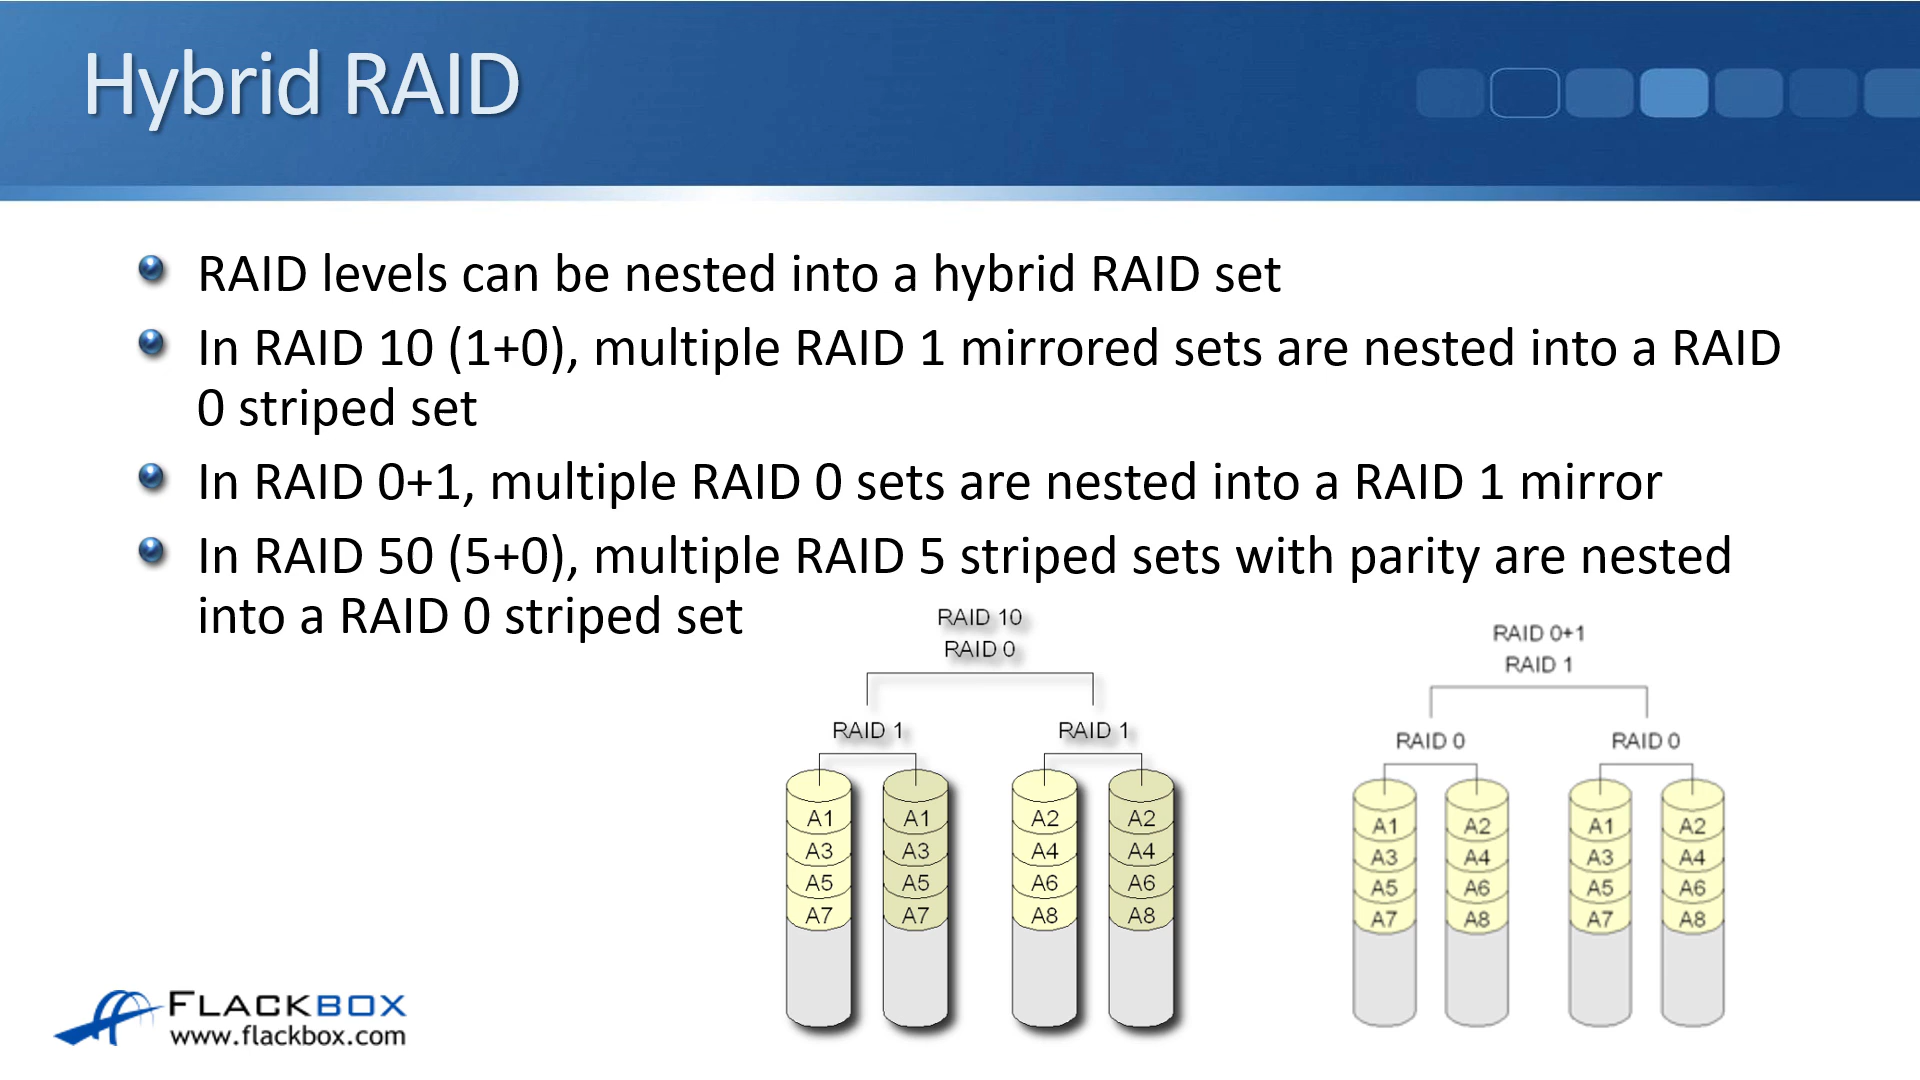 Hybrid RAID
RAID levels can be nested into a hybrid RAID set
In RAID 10 (1+0), multiple RAID 1 mirrored sets are nested into a RAID
0 striped set
In RAID 0+1, multiple RAID 0 sets are nested into a RAID 1 mirror
In RAID 50 (5+0), multiple RAID 5 striped sets with parity are nested
into a RAID 0 striped set
RAID 10
RAID 0
RAID 1 RAID 1
A1 A1 A2 A2
A3 A3 A4 A4
A5 A5 A6 A6
A7 A7 A8 A8
RAID 0+1
RAID 1
RAID 0 RAID 0
A1 A2 A1 A2
A3 A4 A3 A4
A5 A6 A5 A6
A7 A8 A7 A8
FLACKBOX
www.flackbox.com